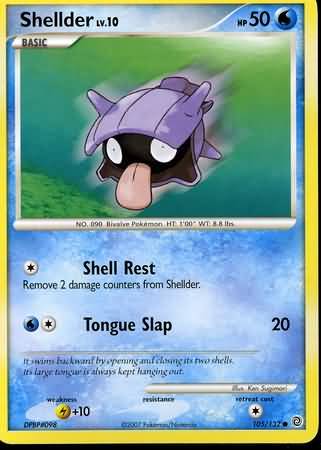 Shellder LV.10
HP 50
BASIC
NO. 090 Bivalve Pokémon. HT: 1'00" WT: 8.8 lbs.
Shell Rest
Remove 2 damage counters from Shellder.
Tongue Slap 20
It swims backward by opening and closing its two shells.
Its large tongue is always kept hanging out.
Illus. Ken Sugimori
weakness resistance retreat cost
+10
DPBP#098 ©2007 Pokémon/Nintendo 105/132